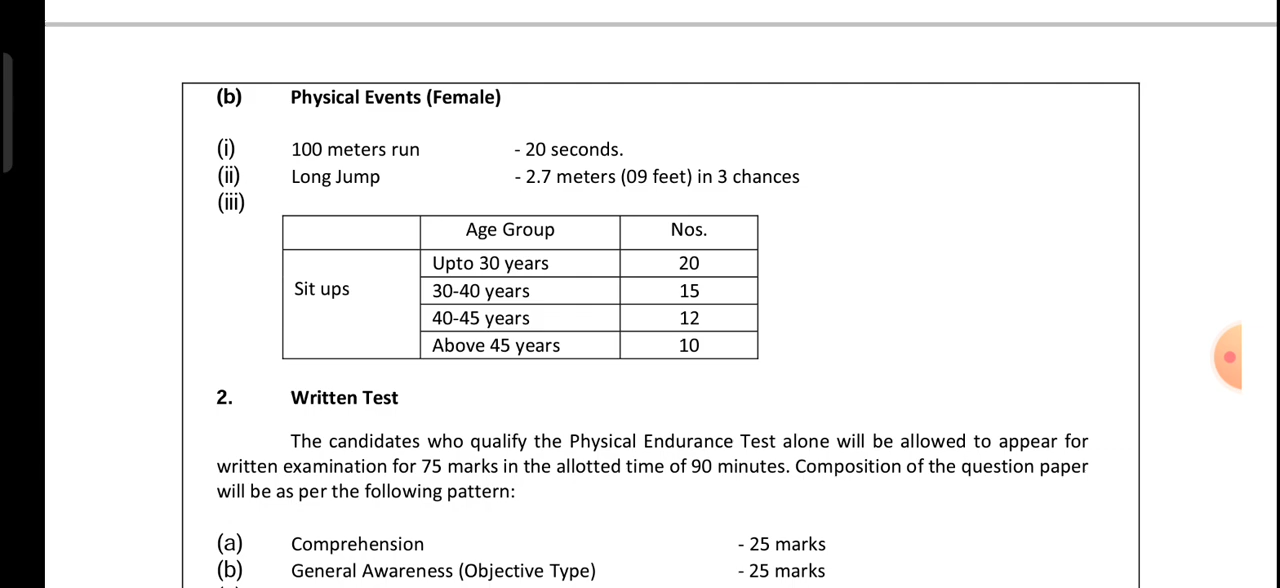 (b) Physical Events (Female)
(i) 100 meters run - 20 seconds.
(ii) Long Jump - 2.7 meters (09 feet) in 3 chances
(iii)
Age Group Nos.
Sit ups
Upto 30 years 20
30-40 years 15
40-45 years 12
Above 45 years 10
2. Written Test
The candidates who qualify the Physical Endurance Test alone will be allowed to appear for
written examination for 75 marks in the allotted time of 90 minutes. Composition of the question paper
will be as per the following pattern:
(a) Comprehension - 25 marks
(b) General Awareness (Objective Type) - 25 marks